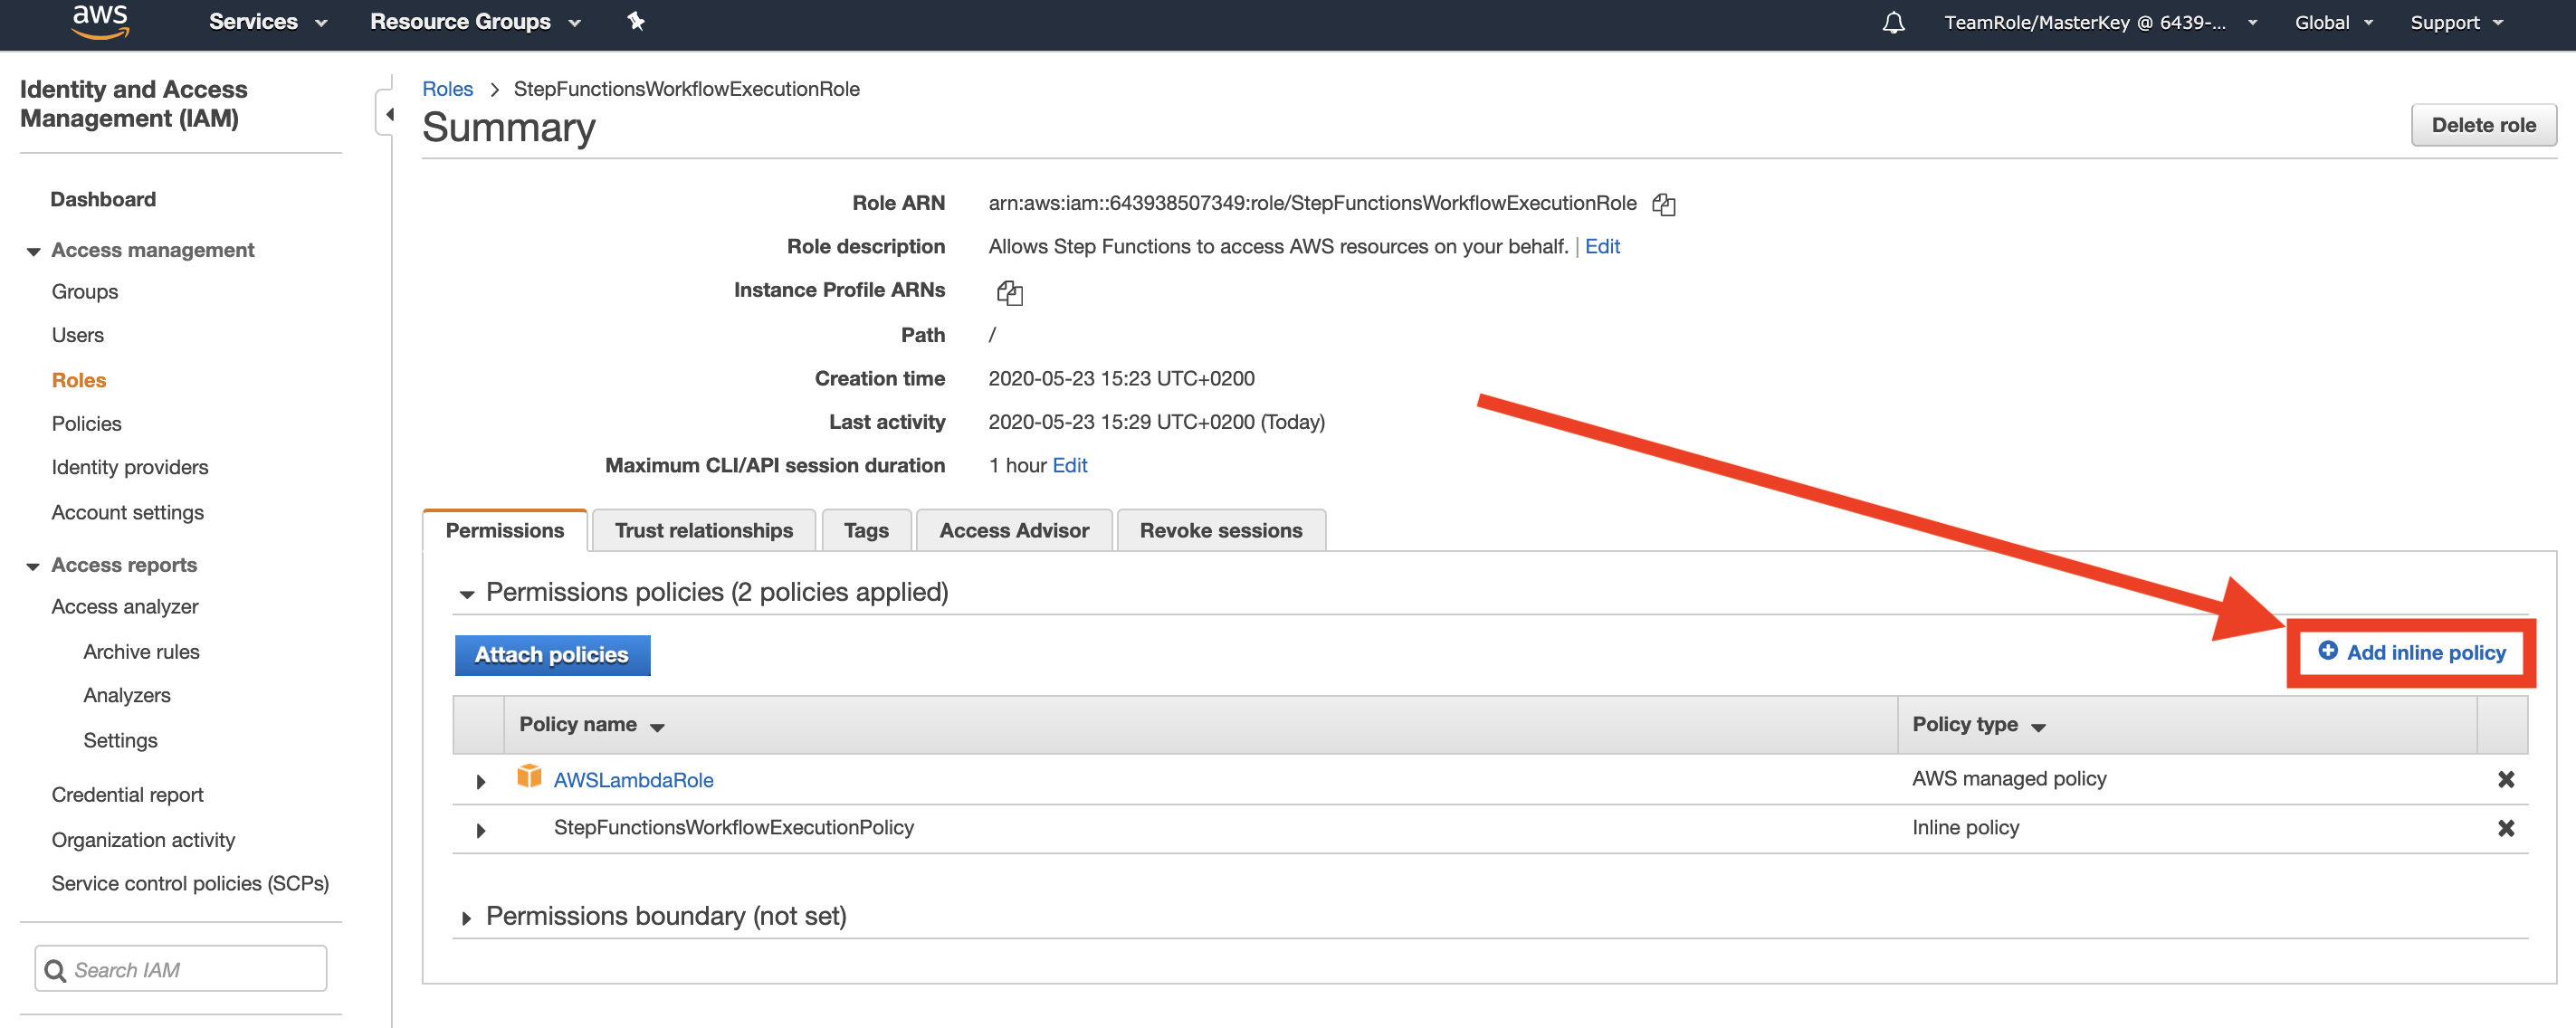 aws Services Resource Groups TeamRole/MasterKey @ 6439-... Global Support
Identity and Access
Management (IAM)
Dashboard
Access management
Groups
Users
Roles
Policies
Identity providers
Account settings
Access reports
Access analyzer
Archive rules
Analyzers
Settings
Credential report
Organization activity
Service control policies (SCPs)
Search IAM
Roles > StepFunctionsWorkflowExecutionRole
Summary
Delete role
Role ARN arn:aws:iam::643938507349:role/StepFunctionsWorkflowExecutionRole
Role description Allows Step Functions to access AWS resources on your behalf. | Edit
Instance Profile ARNs
Path /
Creation time 2020-05-23 15:23 UTC+0200
Last activity 2020-05-23 15:29 UTC+0200 (Today)
Maximum CLI/API session duration 1 hour Edit
Permissions Trust relationships Tags Access Advisor Revoke sessions
Permissions policies (2 policies applied)
Attach policies Add inline policy
Policy name Policy type
AWSLambdaRole AWS managed policy
StepFunctionsWorkflowExecutionPolicy Inline policy
Permissions boundary (not set)